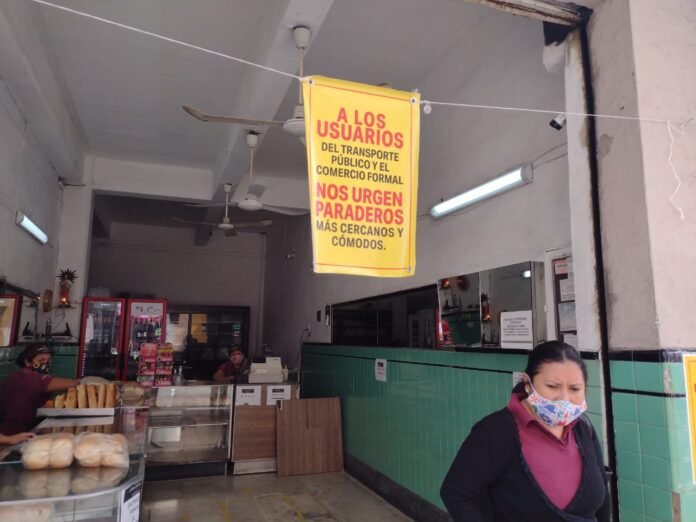 A LOS
USUARIOS
DEL TRANSPORTE
PÚBLICO Y EL
COMERCIO FORMAL
NOS URGEN
PARADEROS
MÁS CERCANOS Y
CÓMODOS.